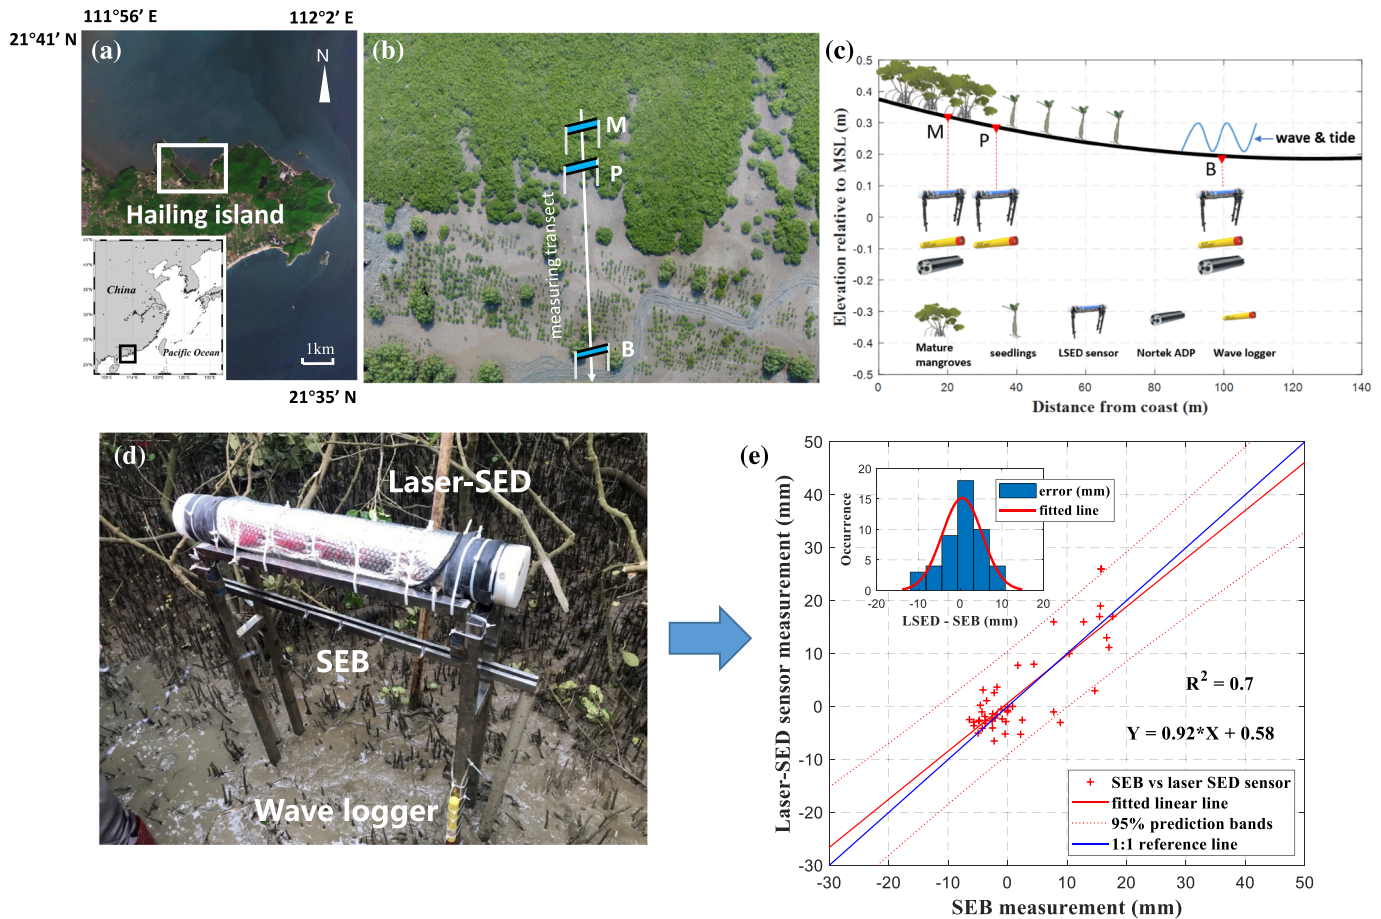 111°56’ E
112°2’ E
21°41’ N
(a)
N
Hailing island
China
Pacific Ocean
1km
21°35’ N
(b)
M
P
measuring transect
B
(c)
0.5
0.4
0.3
0.2
0.1
0
-0.1
-0.2
-0.3
-0.4
-0.5
Elevation relative to MSL (m)
M
P
B
wave & tide
Mature
mangroves
seedlings
LSED sensor
Nortek ADP
Wave logger
0 20 40 60 80 100 120 140
Distance from coast (m)
(d)
Laser-SED
SEB
Wave logger
(e)
50
40
30
20
10
0
-10
-20
-30
Laser-SED sensor measurement (mm)
20
15
10
5
0
Occurrence
-20 -10 0 10 20
LSED - SEB (mm)
error (mm)
fitted line
R² = 0.7
Y = 0.92*X + 0.58
SEB vs laser SED sensor
fitted linear line
95% prediction bands
1:1 reference line
-30 -20 -10 0 10 20 30 40 50
SEB measurement (mm)